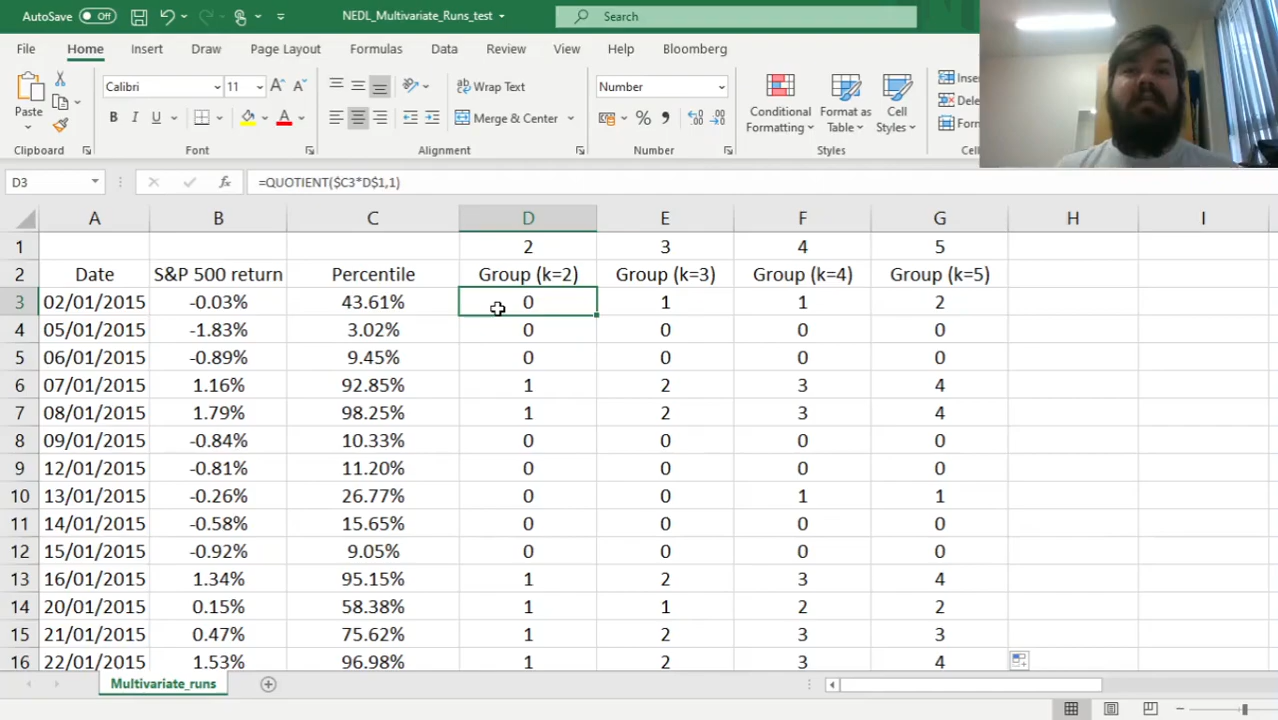 AutoSave Off NEDL_Multivariate_Runs_test Search
File Home Insert Draw Page Layout Formulas Data Review View Help Bloomberg
Paste Calibri 11 A A Wrap Text Number Conditional Formatting Format as Table Cell Styles Inse
B I U A Merge & Center % Dele
Form
Clipboard Font Alignment Number Styles Cel
D3 fx =QUOTIENT($C3*D$1,1)
A B C D E F G H I
1 2 3 4 5
2 Date S&P 500 return Percentile Group (k=2) Group (k=3) Group (k=4) Group (k=5)
3 02/01/2015 -0.03% 43.61% 0 1 1 2
4 05/01/2015 -1.83% 3.02% 0 0 0 0
5 06/01/2015 -0.89% 9.45% 0 0 0 0
6 07/01/2015 1.16% 92.85% 1 2 3 4
7 08/01/2015 1.79% 98.25% 1 2 3 4
8 09/01/2015 -0.84% 10.33% 0 0 0 0
9 12/01/2015 -0.81% 11.20% 0 0 0 0
10 13/01/2015 -0.26% 26.77% 0 0 1 1
11 14/01/2015 -0.58% 15.65% 0 0 0 0
12 15/01/2015 -0.92% 9.05% 0 0 0 0
13 16/01/2015 1.34% 95.15% 1 2 3 4
14 20/01/2015 0.15% 58.38% 1 1 2 2
15 21/01/2015 0.47% 75.62% 1 2 3 3
16 22/01/2015 1.53% 96.98% 1 2 3 4
Multivariate_runs